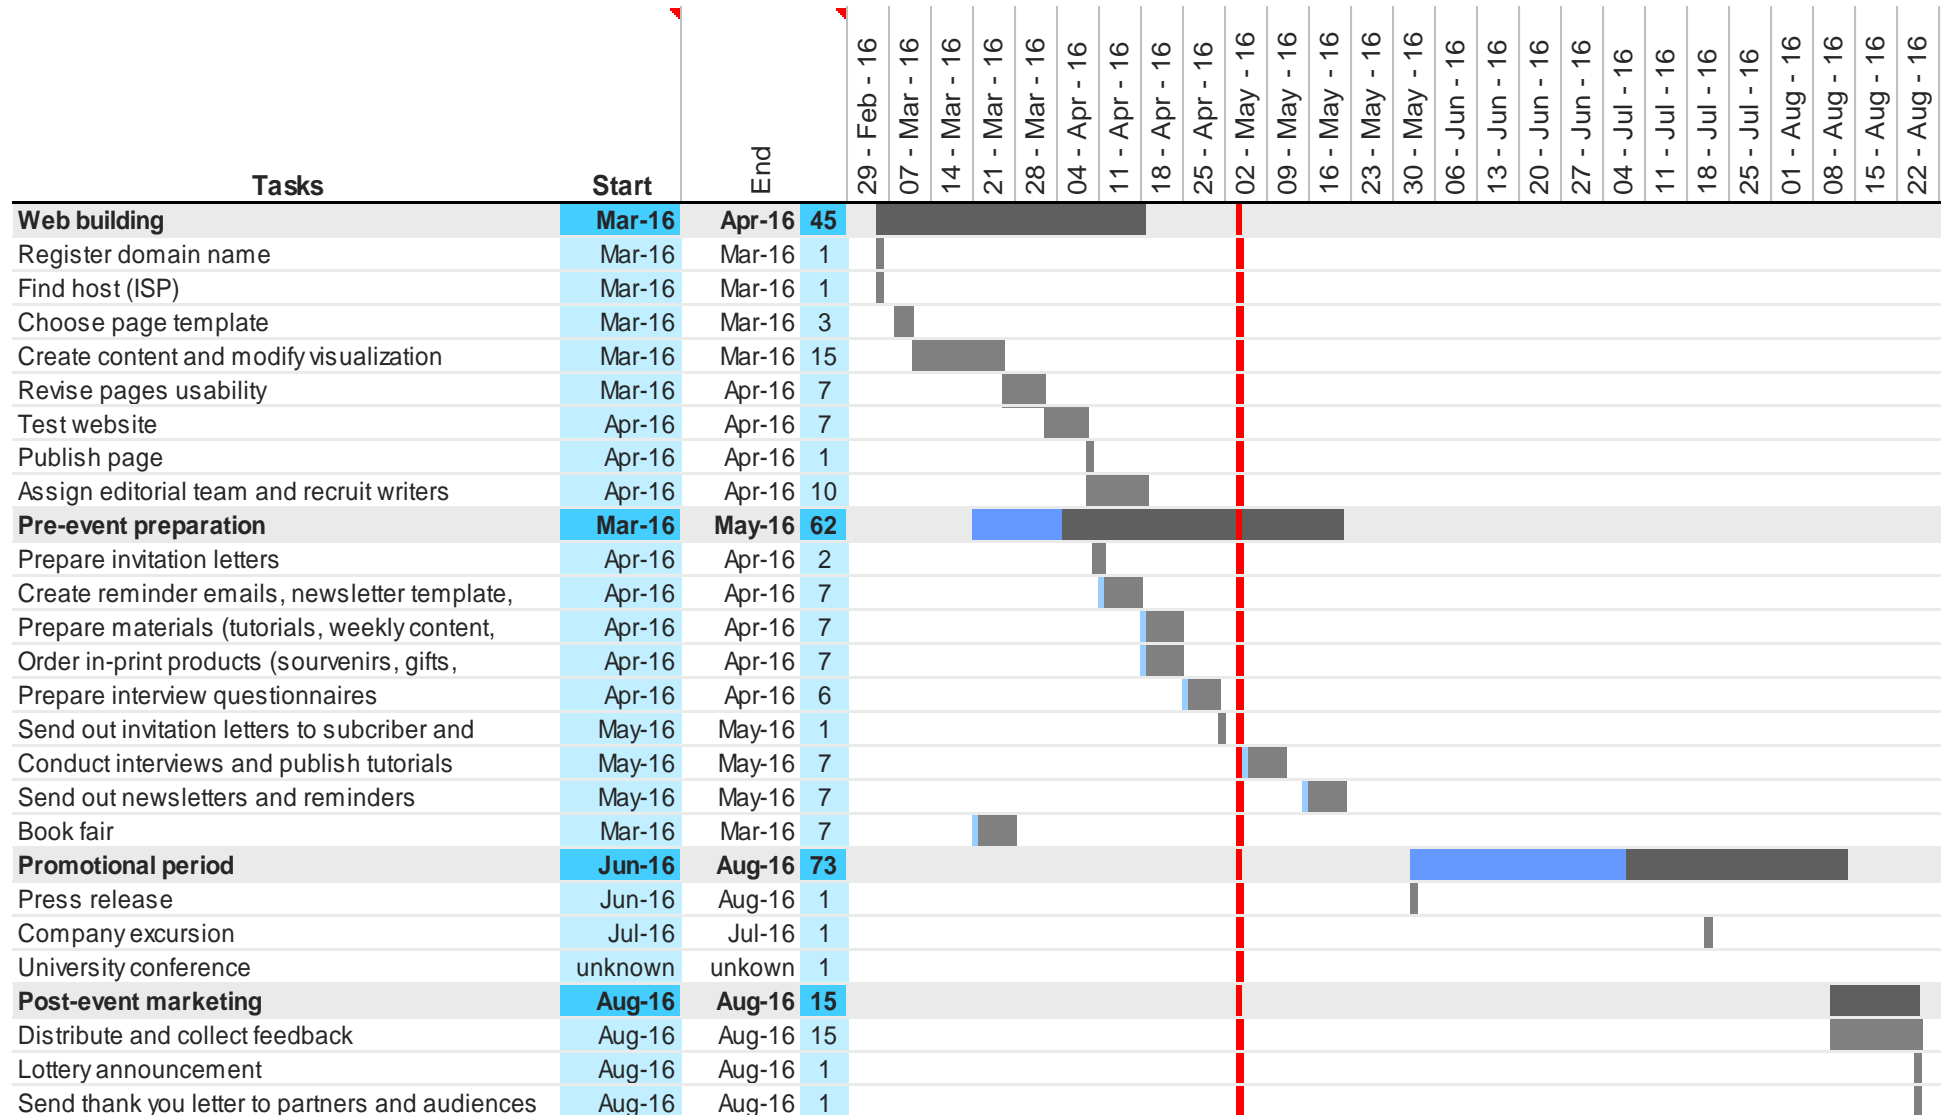 29 - Feb - 16
07 - Mar - 16
14 - Mar - 16
21 - Mar - 16
28 - Mar - 16
04 - Apr - 16
11 - Apr - 16
18 - Apr - 16
25 - Apr - 16
02 - May - 16
09 - May - 16
16 - May - 16
23 - May - 16
30 - May - 16
06 - Jun - 16
13 - Jun - 16
20 - Jun - 16
27 - Jun - 16
04 - Jul - 16
11 - Jul - 16
18 - Jul - 16
25 - Jul - 16
01 - Aug - 16
08 - Aug - 16
15 - Aug - 16
22 - Aug - 16
Tasks Start End
Web building Mar-16 Apr-16 45
Register domain name Mar-16 Mar-16 1
Find host (ISP) Mar-16 Mar-16 1
Choose page template Mar-16 Mar-16 3
Create content and modify visualization Mar-16 Mar-16 15
Revise pages usability Mar-16 Apr-16 7
Test website Apr-16 Apr-16 7
Publish page Apr-16 Apr-16 1
Assign editorial team and recruit writers Apr-16 Apr-16 10
Pre-event preparation Mar-16 May-16 62
Prepare invitation letters Apr-16 Apr-16 2
Create reminder emails, newsletter template, Apr-16 Apr-16 7
Prepare materials (tutorials, weekly content, Apr-16 Apr-16 7
Order in-print products (sourvenirs, gifts, Apr-16 Apr-16 7
Prepare interview questionnaires Apr-16 Apr-16 6
Send out invitation letters to subcriber and May-16 May-16 1
Conduct interviews and publish tutorials May-16 May-16 7
Send out newsletters and reminders May-16 May-16 7
Book fair Mar-16 Mar-16 7
Promotional period Jun-16 Aug-16 73
Press release Jun-16 Aug-16 1
Company excursion Jul-16 Jul-16 1
University conference unknown unkown 1
Post-event marketing Aug-16 Aug-16 15
Distribute and collect feedback Aug-16 Aug-16 15
Lottery announcement Aug-16 Aug-16 1
Send thank you letter to partners and audiences Aug-16 Aug-16 1